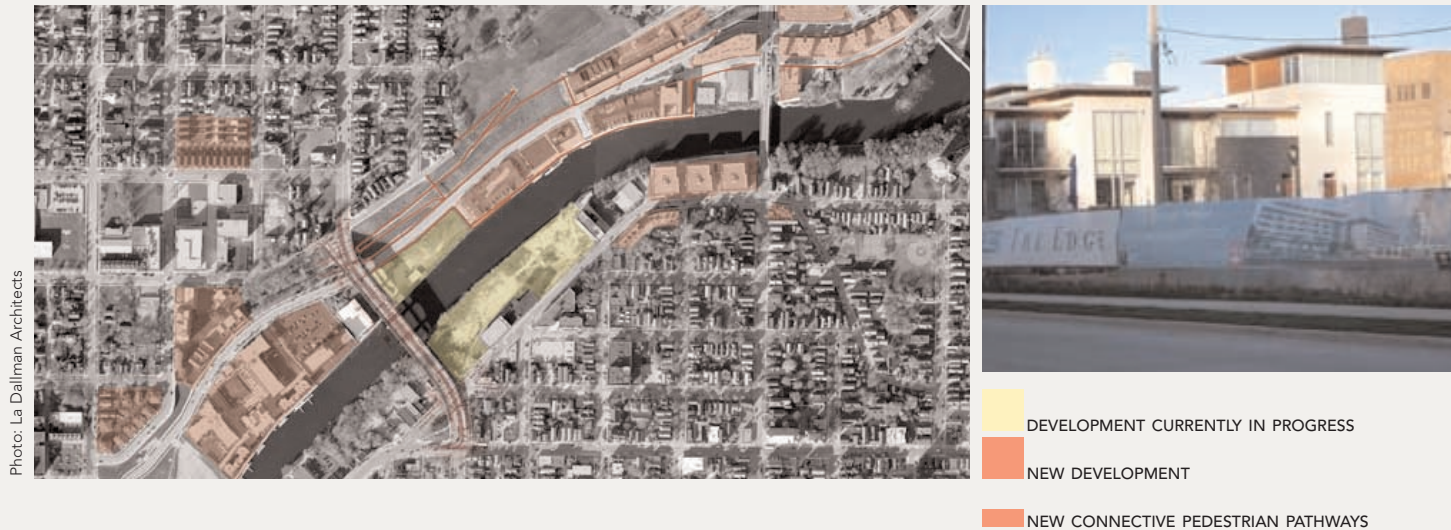 Photo: La Dallman Architects
THE EDGE
DEVELOPMENT CURRENTLY IN PROGRESS
NEW DEVELOPMENT
NEW CONNECTIVE PEDESTRIAN PATHWAYS